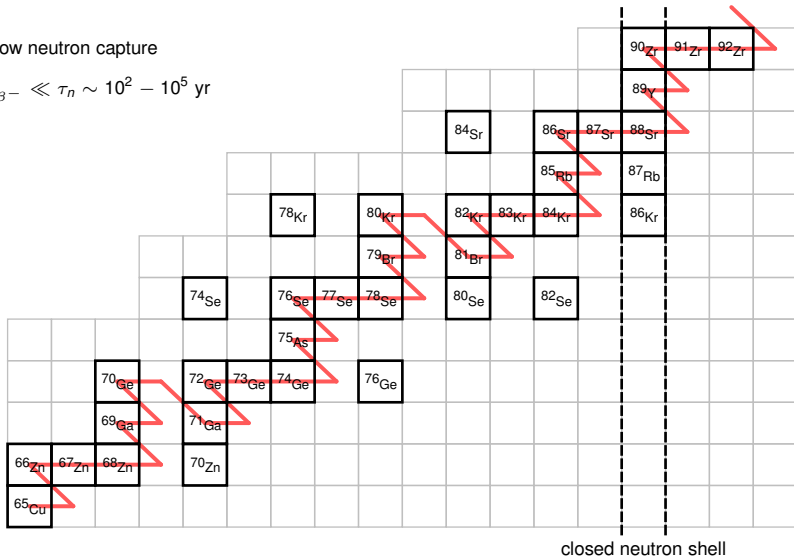 ow neutron capture
β− ≪ τn ∼ 10² − 10⁵ yr
⁹⁰Zr ⁹¹Zr ⁹²Zr
⁸⁹Y
⁸⁴Sr ⁸⁶Sr ⁸⁷Sr ⁸⁸Sr
⁸⁵Rb ⁸⁷Rb
⁷⁸Kr ⁸⁰Kr ⁸²Kr ⁸³Kr ⁸⁴Kr ⁸⁶Kr
⁷⁹Br ⁸¹Br
⁷⁴Se ⁷⁶Se ⁷⁷Se ⁷⁸Se ⁸⁰Se ⁸²Se
⁷⁵As
⁷⁰Ge ⁷²Ge ⁷³Ge ⁷⁴Ge ⁷⁶Ge
⁶⁹Ga ⁷¹Ga
⁶⁶Zn ⁶⁷Zn ⁶⁸Zn ⁷⁰Zn
⁶⁵Cu
closed neutron shell